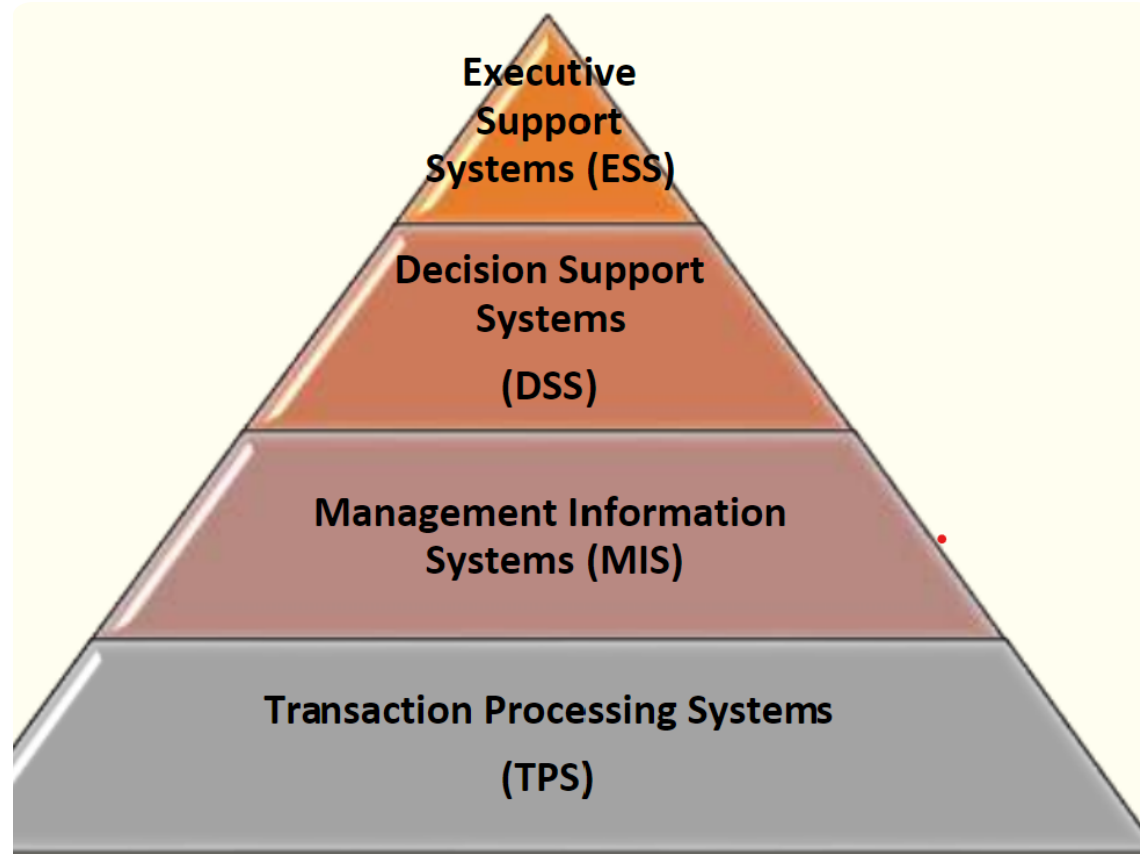 Executive
Support
Systems (ESS)
Decision Support
Systems
(DSS)
Management Information
Systems (MIS)
Transaction Processing Systems
(TPS)